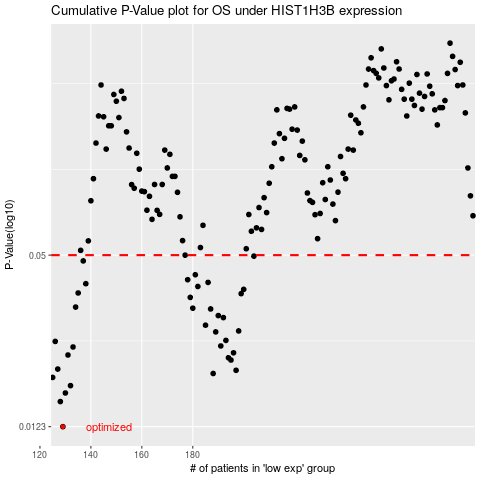 Cumulative P-Value plot for OS under HIST1H3B expression
P-Value(log10)
0.05
0.0123
optimized
120 140 160 180
# of patients in 'low exp' group